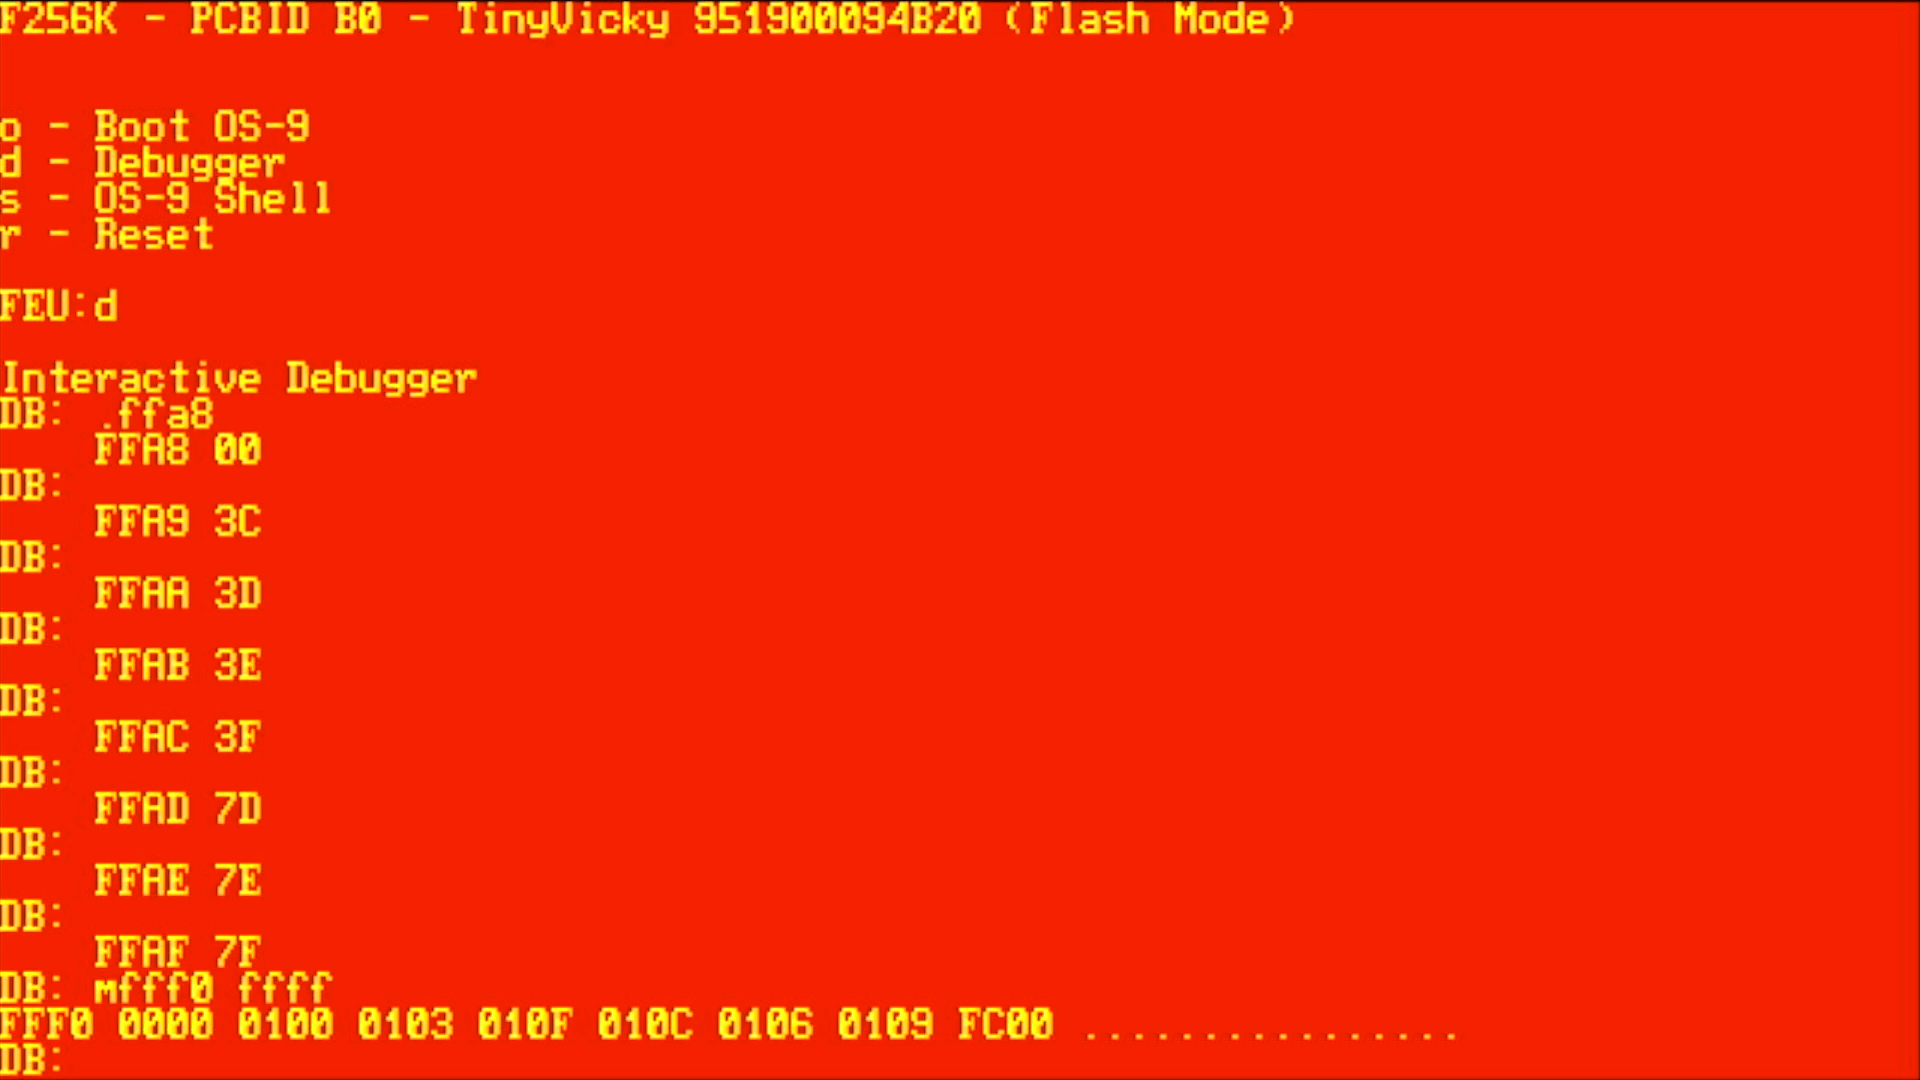 F256K - PCBID B0 - TinyVicky 951900094B20 (Flash Mode)
o - Boot OS-9
d - Debugger
s - OS-9 Shell
r - Reset
FEU:d
Interactive Debugger
DB: .ffa8
FFA8 00
DB:
FFA9 3C
DB:
FFAA 3D
DB:
FFAB 3E
DB:
FFAC 3F
DB:
FFAD 7D
DB:
FFAE 7E
DB:
FFAF 7F
DB: mfff0 ffff
FFF0 0000 0100 0103 010F 010C 0106 0109 FC00 ................
DB: